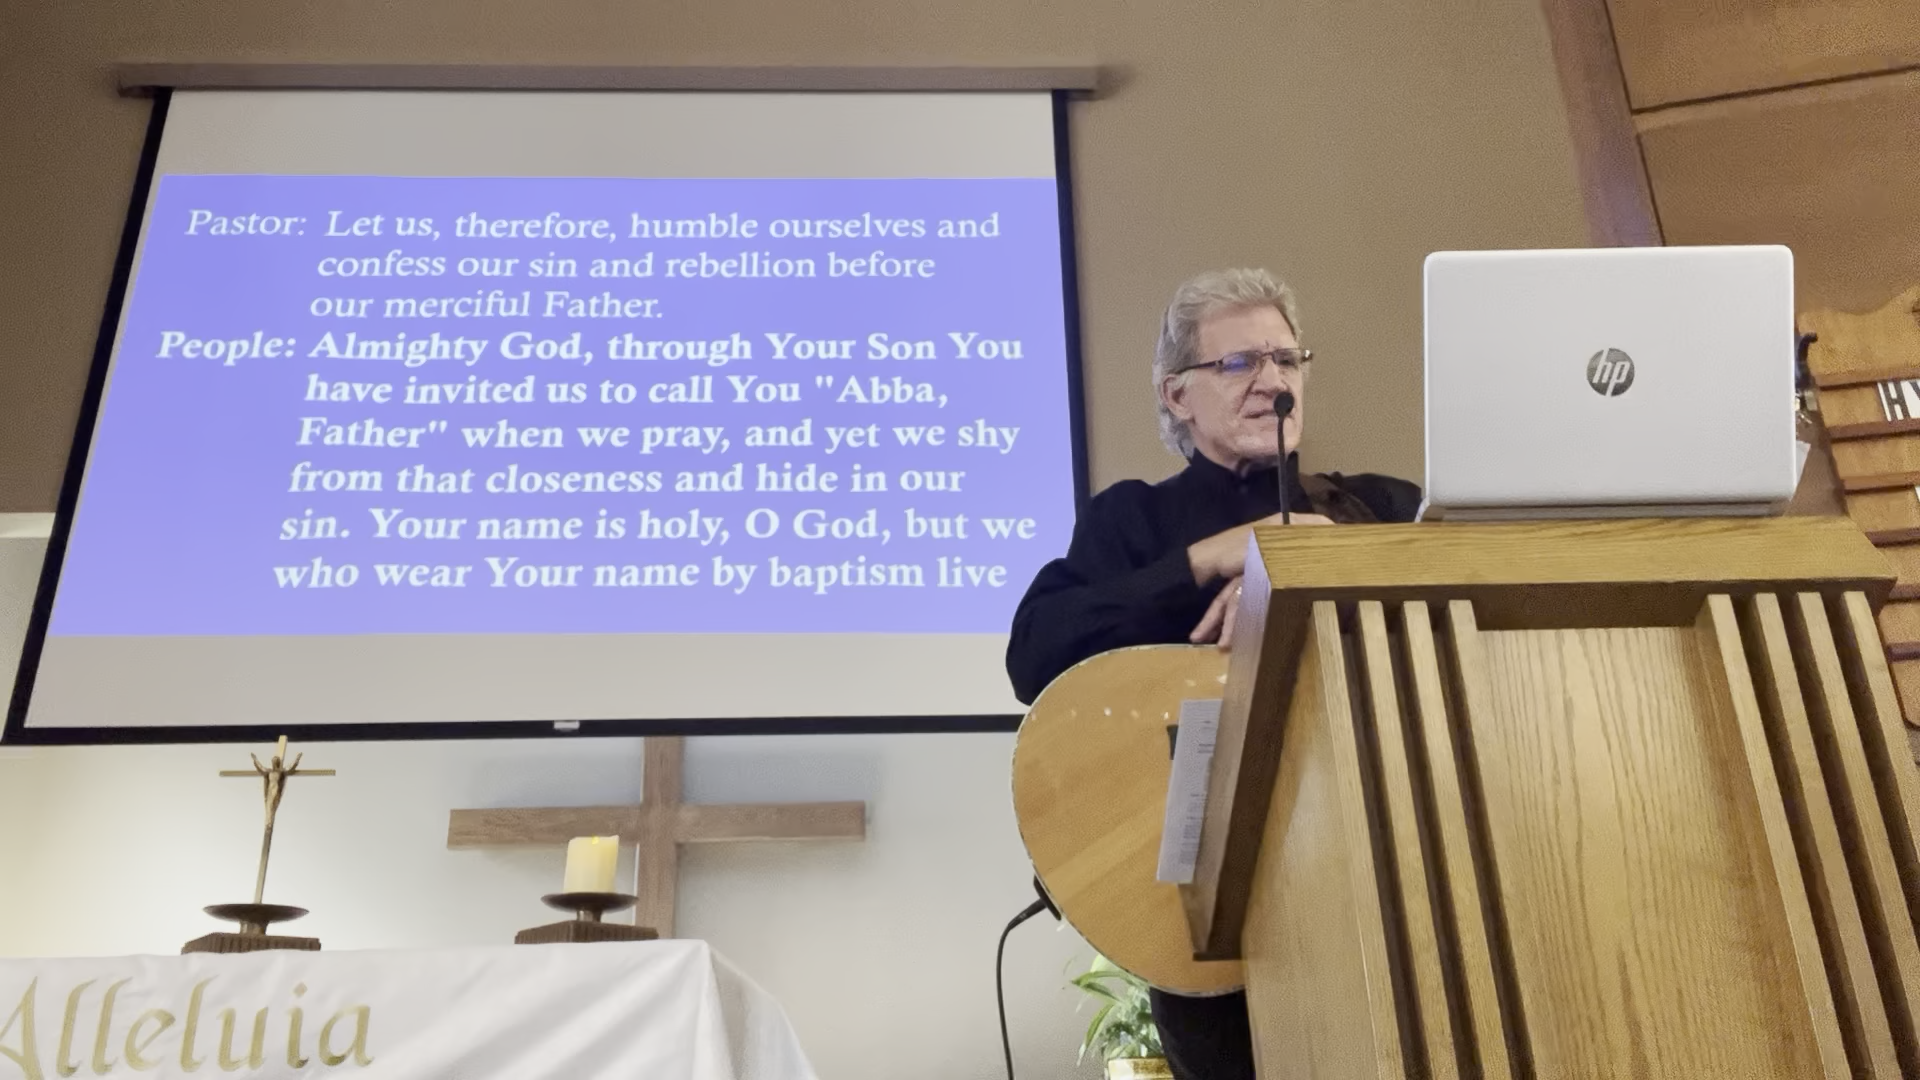 Pastor: Let us, therefore, humble ourselves and
confess our sin and rebellion before
our merciful Father.
People: Almighty God, through Your Son You
have invited us to call You "Abba,
Father" when we pray, and yet we shy
from that closeness and hide in our
sin. Your name is holy, O God, but we
who wear Your name by baptism live
hp
Alleluia